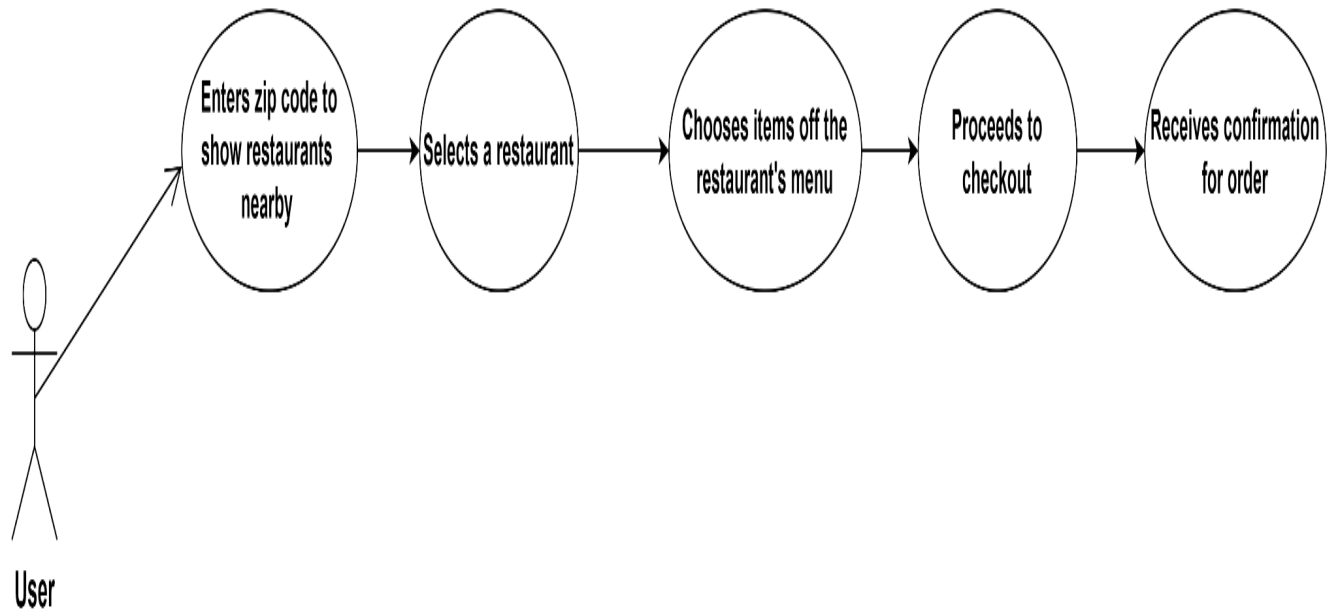 Enters zip code to
show restaurants
nearby
Selects a restaurant
Chooses items off the
restaurant's menu
Proceeds to
checkout
Receives confirmation
for order
User